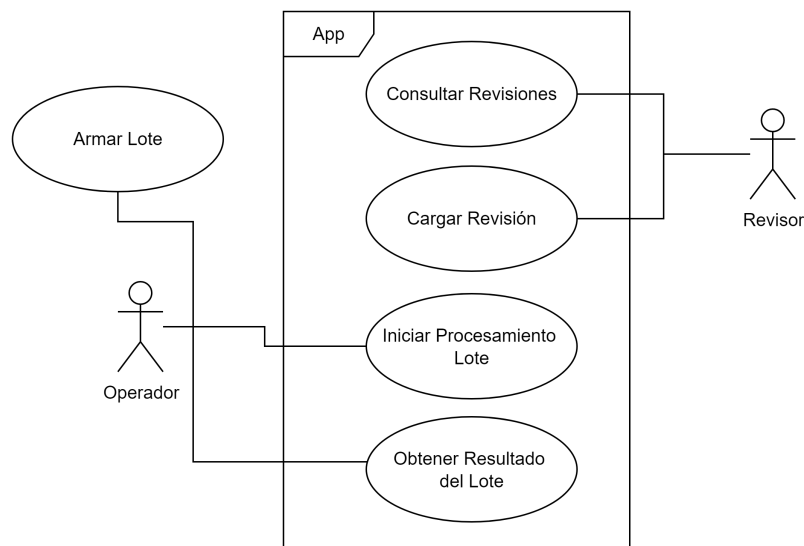 App
Consultar Revisiones
Armar Lote
Cargar Revisión
Revisor
Iniciar Procesamiento
Lote
Operador
Obtener Resultado
del Lote